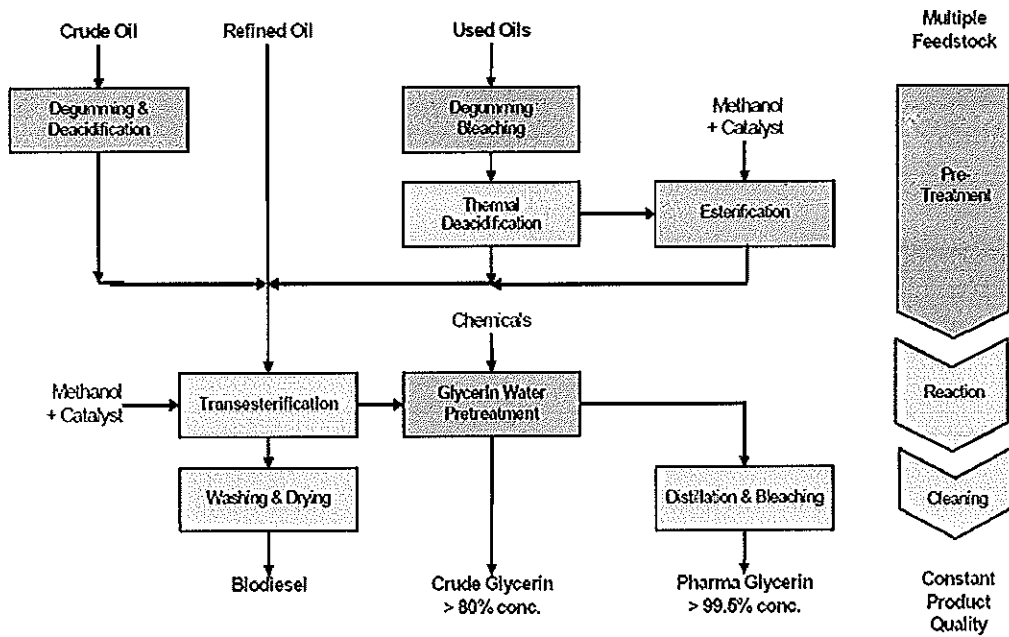 Crude Oil
Refined Oil
Used Oils
Multiple
Feedstock
Degumming &
Deacidification
Degumming
Bleaching
Methanol
+ Catalyst
Pre-
Treatment
Thermal
Deacidification
Esterification
Chemicals
Methanol
+ Catalyst
Transesterification
Glycerin Water
Pretreatment
Reaction
Washing & Drying
Distillation & Bleaching
Cleaning
Biodiesel
Crude Glycerin
> 80% conc.
Pharma Glycerin
> 99.5% conc.
Constant
Product
Quality